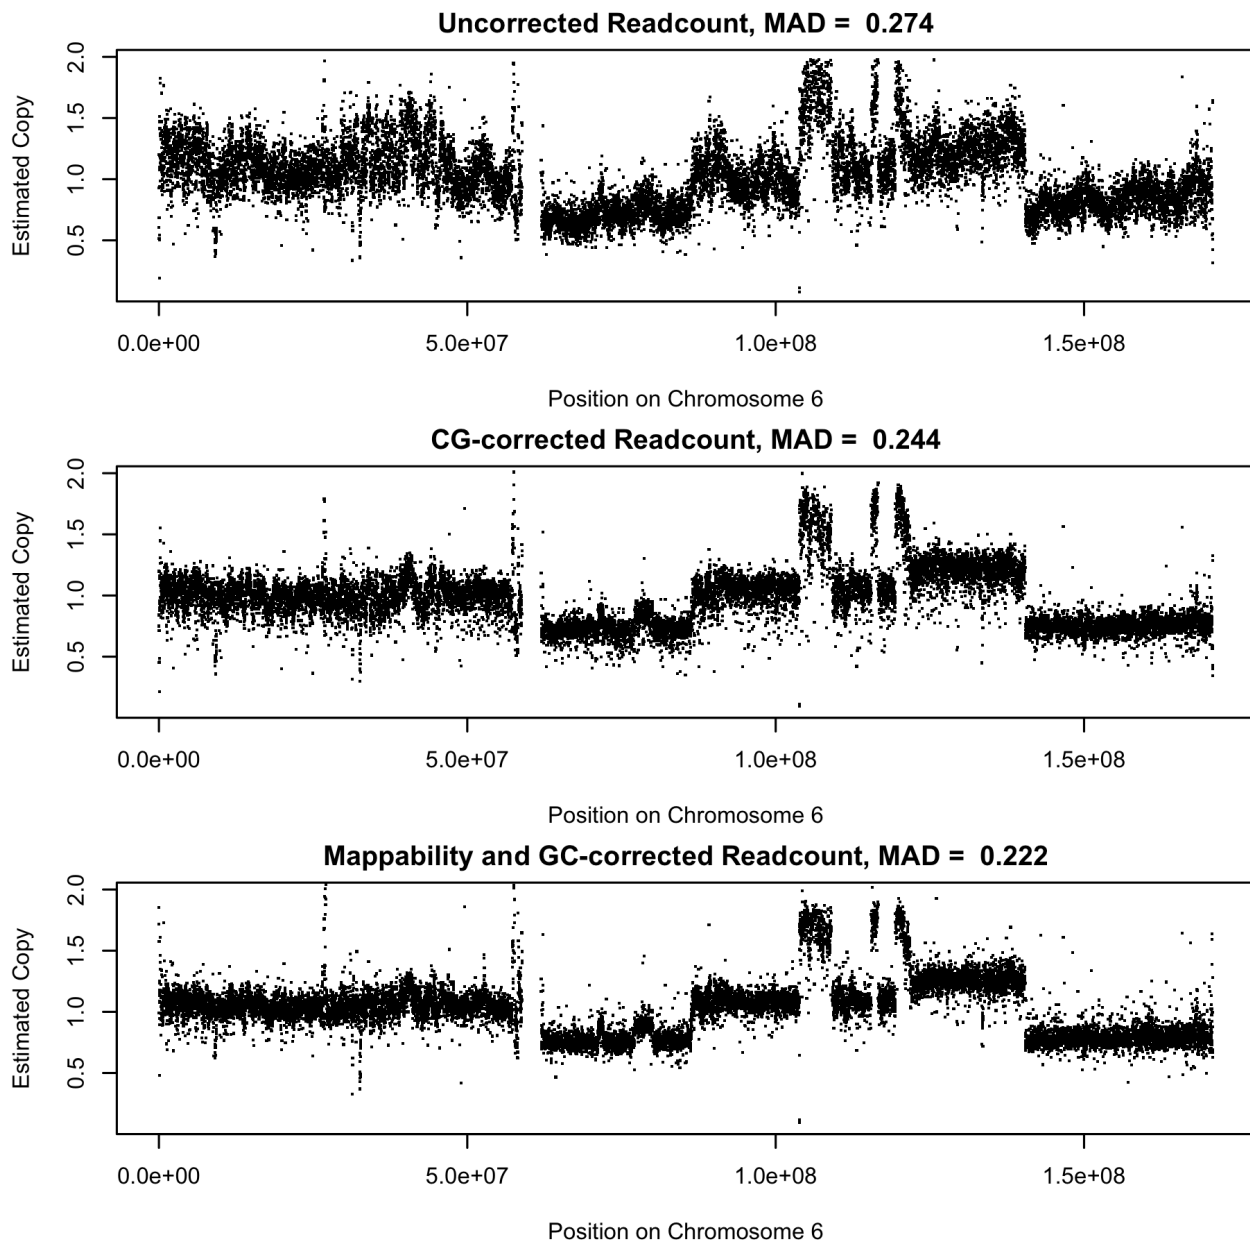 Uncorrected Readcount, MAD =  0.274
Estimated Copy
2.0
1.5
1.0
0.5
0.0e+00 5.0e+07 1.0e+08 1.5e+08
Position on Chromosome 6
CG-corrected Readcount, MAD =  0.244
Estimated Copy
2.0
1.5
1.0
0.5
0.0e+00 5.0e+07 1.0e+08 1.5e+08
Position on Chromosome 6
Mappability and GC-corrected Readcount, MAD =  0.222
Estimated Copy
2.0
1.5
1.0
0.5
0.0e+00 5.0e+07 1.0e+08 1.5e+08
Position on Chromosome 6